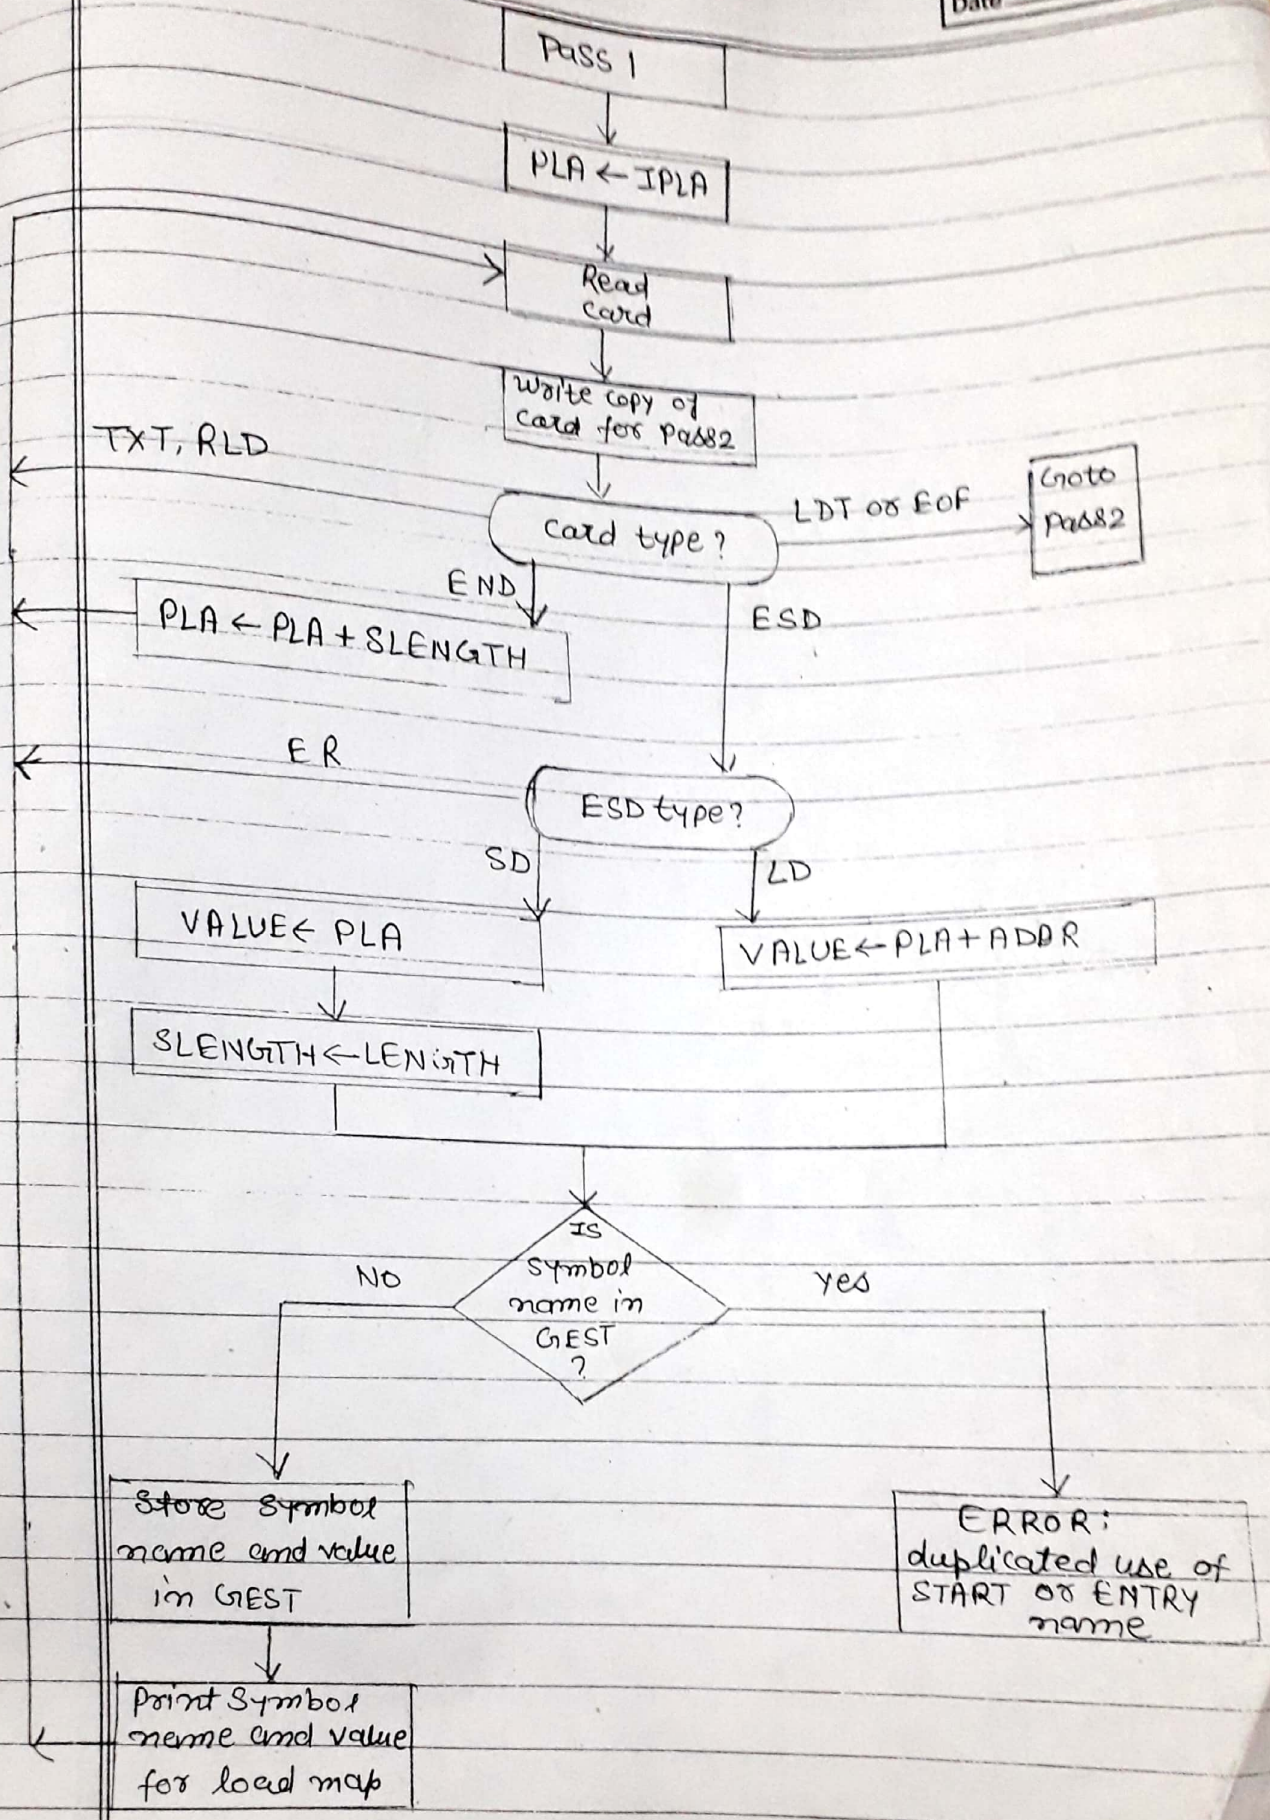 Date
Pass 1
PLA ← IPLA
Read
card
Write copy of
card for pass2
TXT, RLD
LDT or EOF
Goto
pass2
Card type?
END
ESD
PLA ← PLA + SLENGTH
ER
ESD type?
SD
LD
VALUE ← PLA
VALUE ← PLA + ADDR
SLENGTH ← LENGTH
IS
symbol
name in
GEST
?
NO
Yes
Store symbol
name and value
in GEST
ERROR:
duplicated use of
START or ENTRY
name
Print Symbol
name and value
for load map